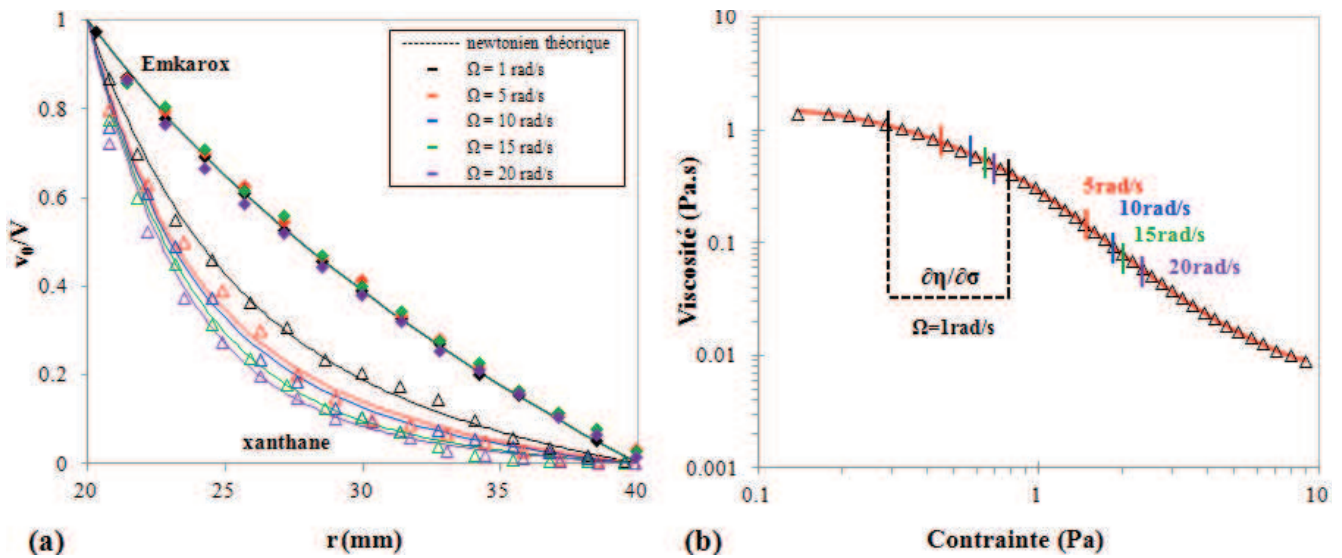 1
0.8
0.6
0.4
0.2
0
v_θ/V
20
25
30
35
40
r (mm)
(a)
Emkarox
xanthane
newtonien théorique
Ω = 1 rad/s
Ω = 5 rad/s
Ω = 10 rad/s
Ω = 15 rad/s
Ω = 20 rad/s
10
1
0.1
0.01
0.001
Viscosité (Pa.s)
0.1
1
10
Contrainte (Pa)
(b)
5rad/s
10rad/s
15rad/s
20rad/s
∂η/∂σ
Ω=1rad/s